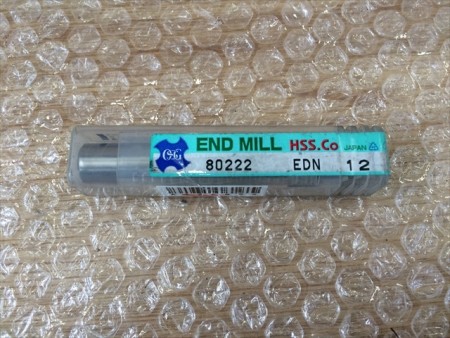 OSG END MILL HSS.Co JAPAN
80222 EDN 12